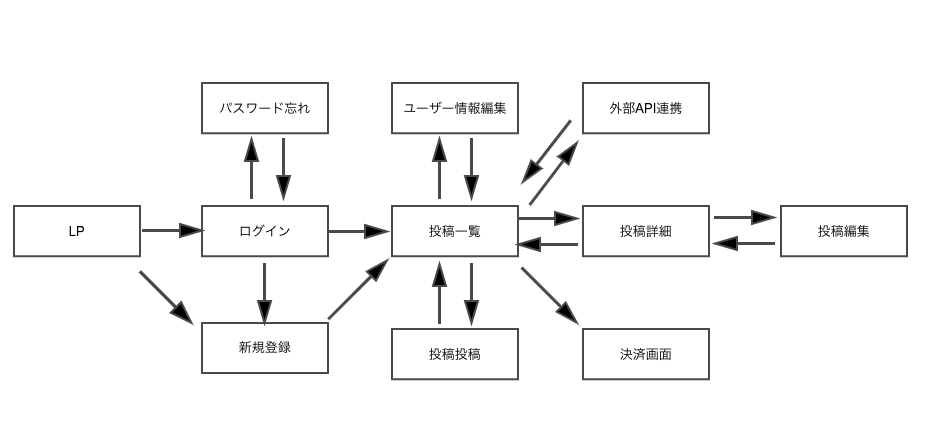 パスワード忘れ
ユーザー情報編集
外部API連携
LP
ログイン
投稿一覧
投稿詳細
投稿編集
新規登録
投稿投稿
決済画面